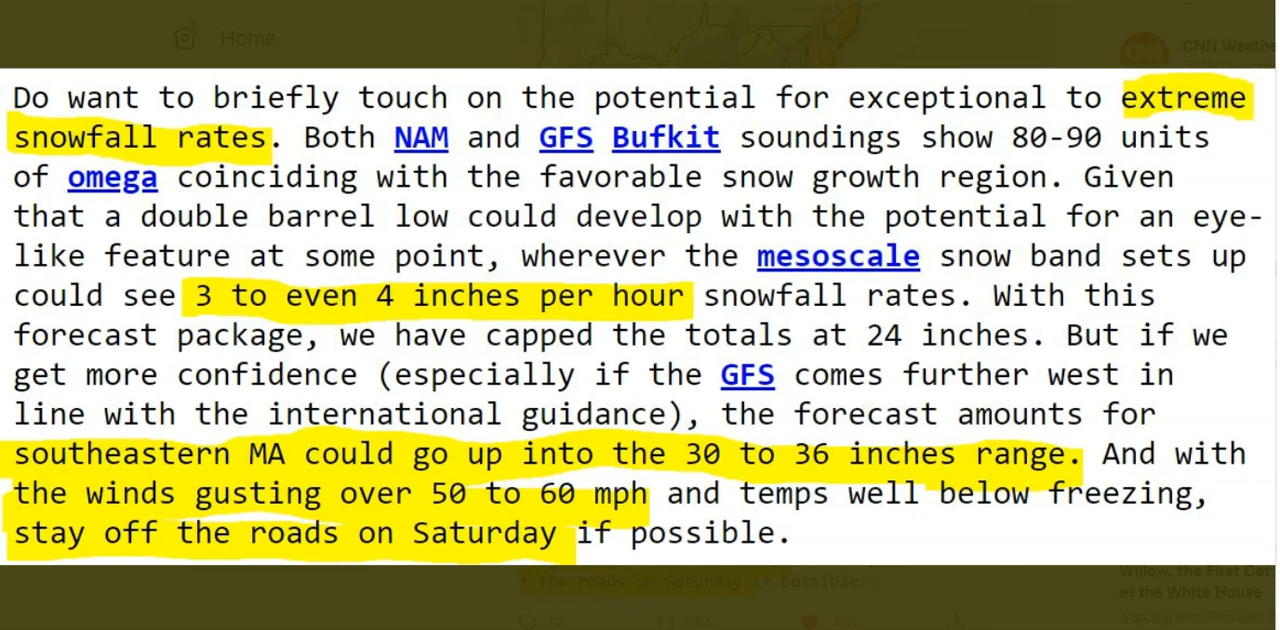 Home
CNN Weathe
Do want to briefly touch on the potential for exceptional to extreme
snowfall rates. Both NAM and GFS Bufkit soundings show 80-90 units
of omega coinciding with the favorable snow growth region. Given
that a double barrel low could develop with the potential for an eye-
like feature at some point, wherever the mesoscale snow band sets up
could see 3 to even 4 inches per hour snowfall rates. With this
forecast package, we have capped the totals at 24 inches. But if we
get more confidence (especially if the GFS comes further west in
line with the international guidance), the forecast amounts for
southeastern MA could go up into the 30 to 36 inches range. And with
the winds gusting over 50 to 60 mph and temps well below freezing,
stay off the roads on Saturday if possible.
f the roads on Saturday if possible.
Willow, the First Cat,
at the White House